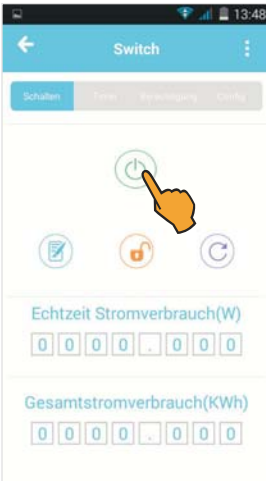 13:48
Switch
Schalten Timer Berechtigung Config
Echtzeit Stromverbrauch(W)
0 0 0 0 . 0 0 0
Gesamtstromverbrauch(KWh)
0 0 0 0 . 0 0 0